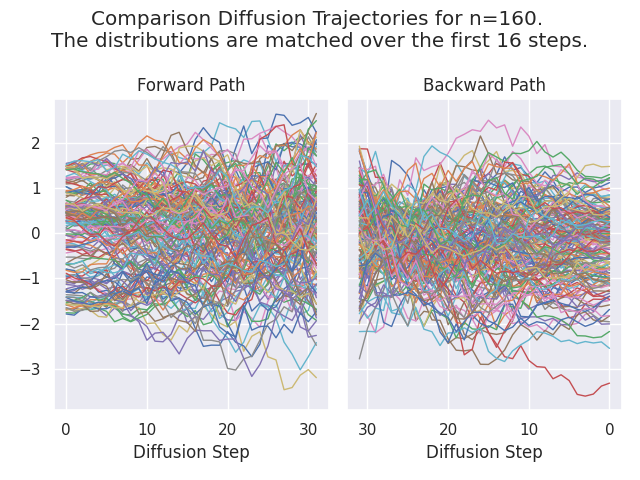 Comparison Diffusion Trajectories for n=160.
The distributions are matched over the first 16 steps.
Forward Path
Backward Path
2
1
0
−1
−2
−3
0
10
20
30
30
20
10
0
Diffusion Step
Diffusion Step